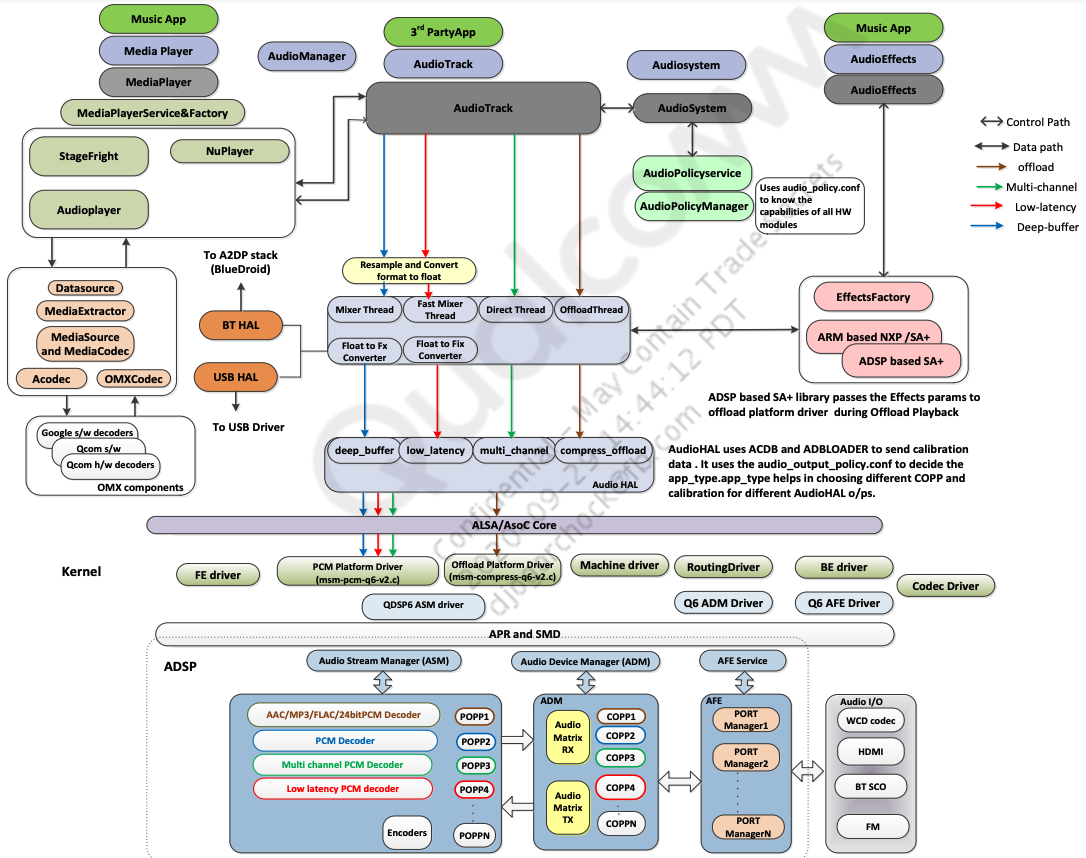 Music App
Media Player
MediaPlayer
MediaPlayerService&Factory
StageFright
NuPlayer
Audioplayer
Datasource
MediaExtractor
MediaSource
and MediaCodec
Acodec
OMXCodec
Google s/w decoders
Qcom s/w
Qcom h/w decoders
OMX components
AudioManager
To A2DP stack
(BlueDroid)
BT HAL
USB HAL
To USB Driver
3rd PartyApp
AudioTrack
AudioTrack
Resample and Convert
format to float
Mixer Thread
Fast Mixer
Thread
Direct Thread
OffloadThread
Float to Fx
Converter
Float to Fix
Converter
deep_buffer
low_latency
multi_channel
compress_offload
Audio HAL
Audiosystem
AudioSystem
AudioPolicyservice
AudioPolicyManager
Uses audio_policy.conf
to know the
capabilities of all HW
modules
Music App
AudioEffects
AudioEffects
Control Path
Data path
offload
Multi-channel
Low-latency
Deep-buffer
EffectsFactory
ARM based NXP /SA+
ADSP based SA+
ADSP based SA+ library passes the Effects params to
offload platform driver during Offload Playback
AudioHAL uses ACDB and ADBLOADER to send calibration
data . It uses the audio_output_policy.conf to decide the
app_type.app_type helps in choosing different COPP and
calibration for different AudioHAL o/ps.
ALSA/AsoC Core
Kernel
FE driver
PCM Platform Driver
(msm-pcm-q6-v2.c)
Offload Platform Driver
(msm-compress-q6-v2.c)
Machine driver
RoutingDriver
BE driver
Codec Driver
QDSP6 ASM driver
Q6 ADM Driver
Q6 AFE Driver
APR and SMD
ADSP
Audio Stream Manager (ASM)
Audio Device Manager (ADM)
AFE Service
AAC/MP3/FLAC/24bitPCM Decoder
PCM Decoder
Multi channel PCM Decoder
Low latency PCM decoder
Encoders
POPP1
POPP2
POPP3
POPP4
POPPN
ADM
Audio
Matrix
RX
Audio
Matrix
TX
COPP1
COPP2
COPP3
COPP4
COPPN
AFE
PORT
Manager1
PORT
Manager2
PORT
ManagerN
Audio I/O
WCD codec
HDMI
BT SCO
FM
Qualcomm
Confidential - May Contain Trade Secrets